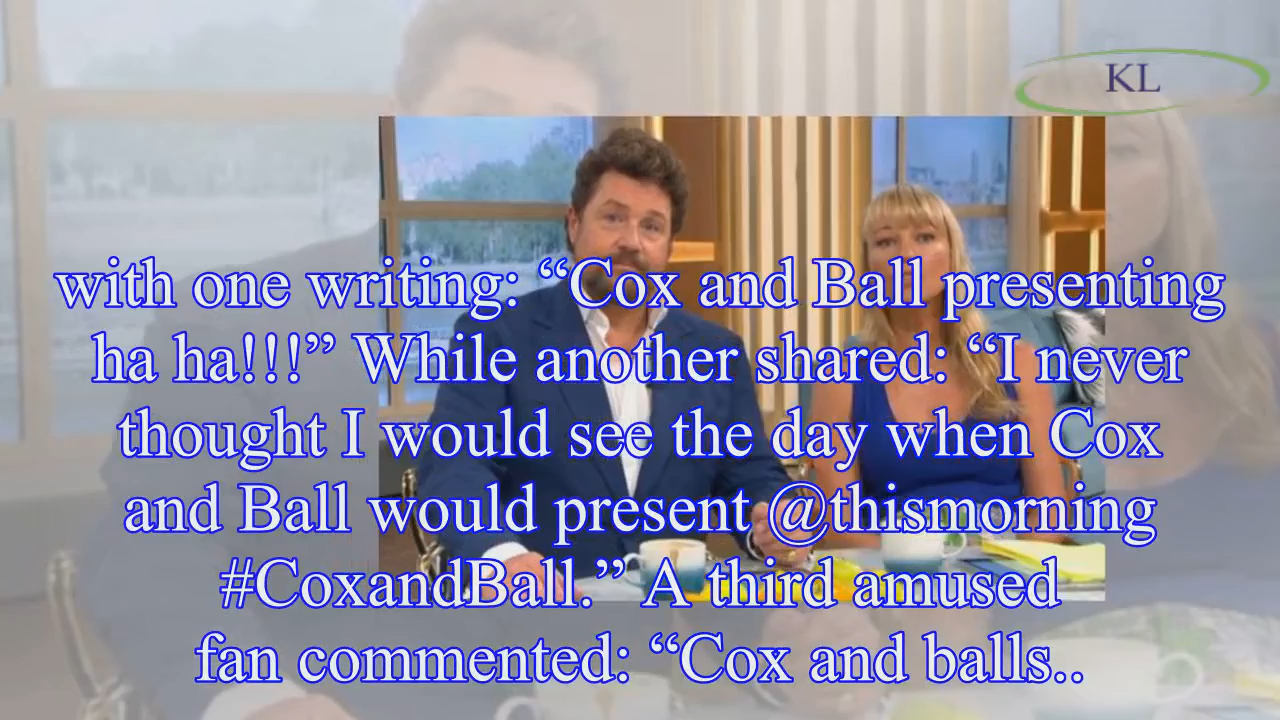 KL
with one writing: “Cox and Ball presenting
ha ha!!!” While another shared: “I never
thought I would see the day when Cox
and Ball would present @thismorning
#CoxandBall.” A third amused
fan commented: “Cox and balls..